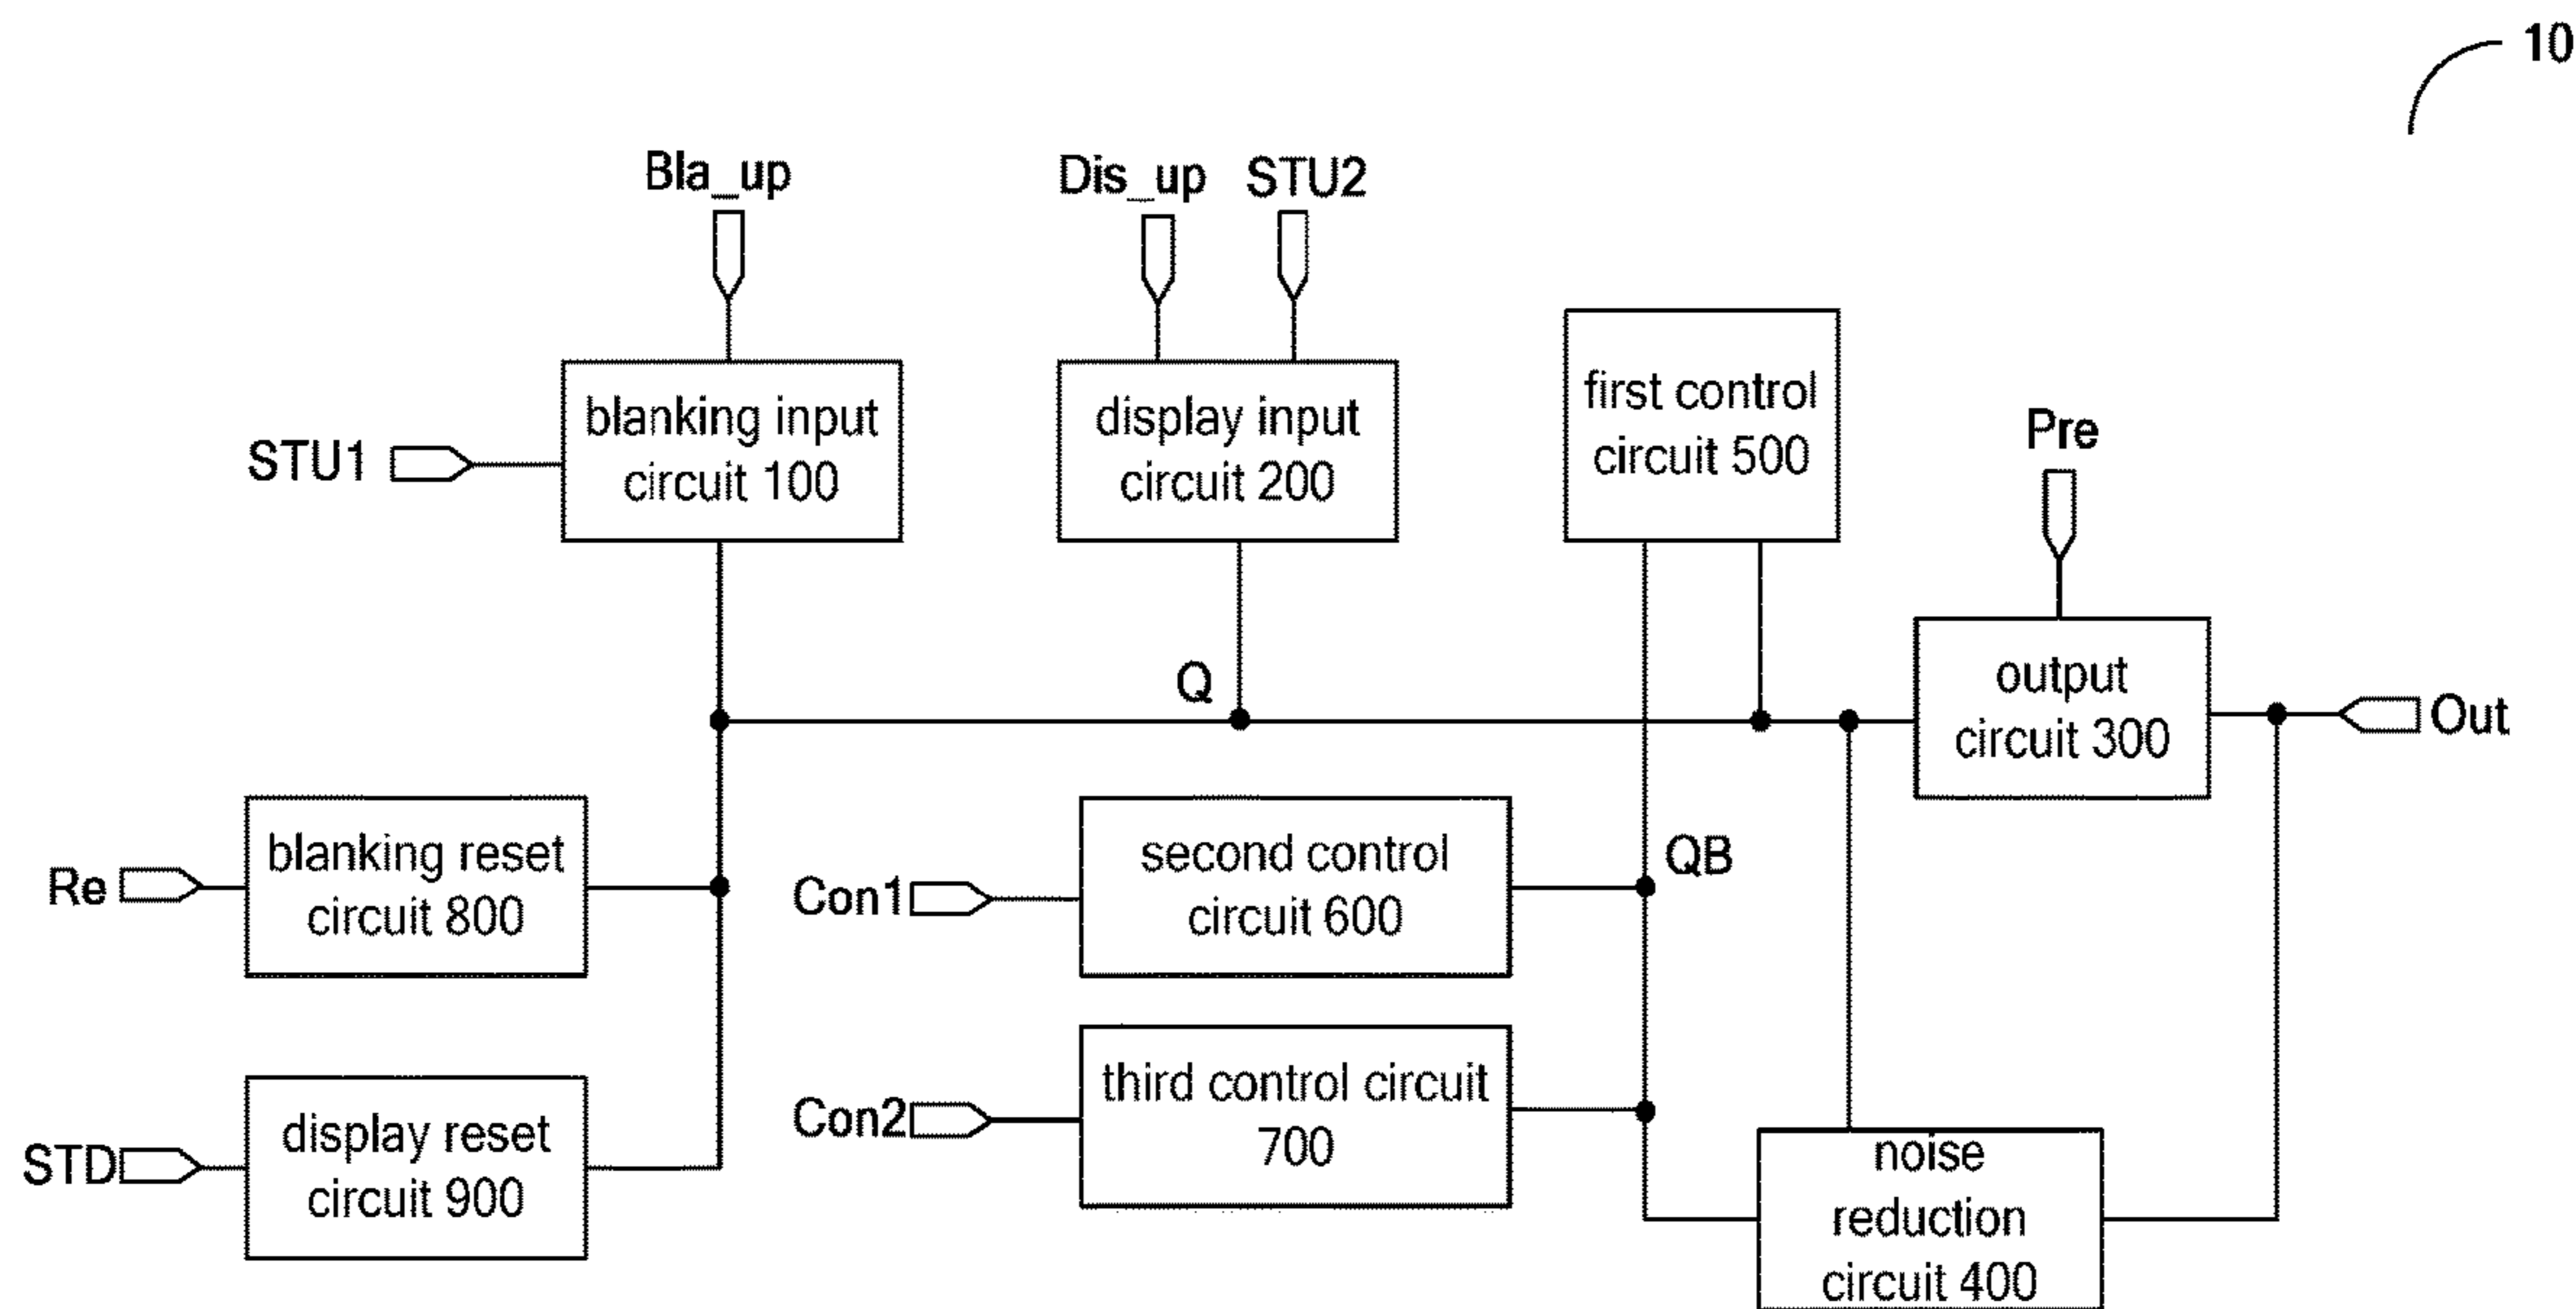 10
Bla_up
Dis_up
STU2
STU1
blanking input
circuit 100
display input
circuit 200
first control
circuit 500
Pre
Q
output
circuit 300
Out
Re
blanking reset
circuit 800
Con1
second control
circuit 600
QB
STD
display reset
circuit 900
Con2
third control circuit
700
noise
reduction
circuit 400